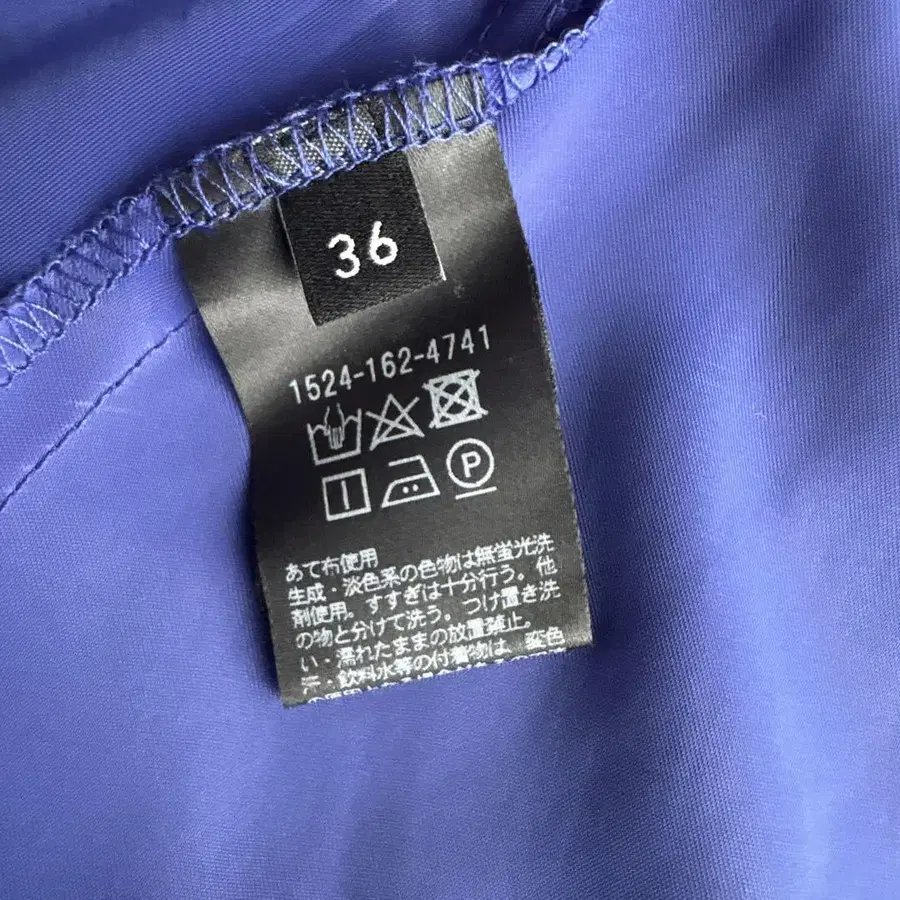 36
1524-162-4741
P
あて布使用
生成・淡色系の色物は無蛍光洗
剤使用。すすぎは十分行う。他
の物と分けて洗う。つけ置き洗
い・濡れたままの放置禁止。
汗・飲料水等の付着物は、変色